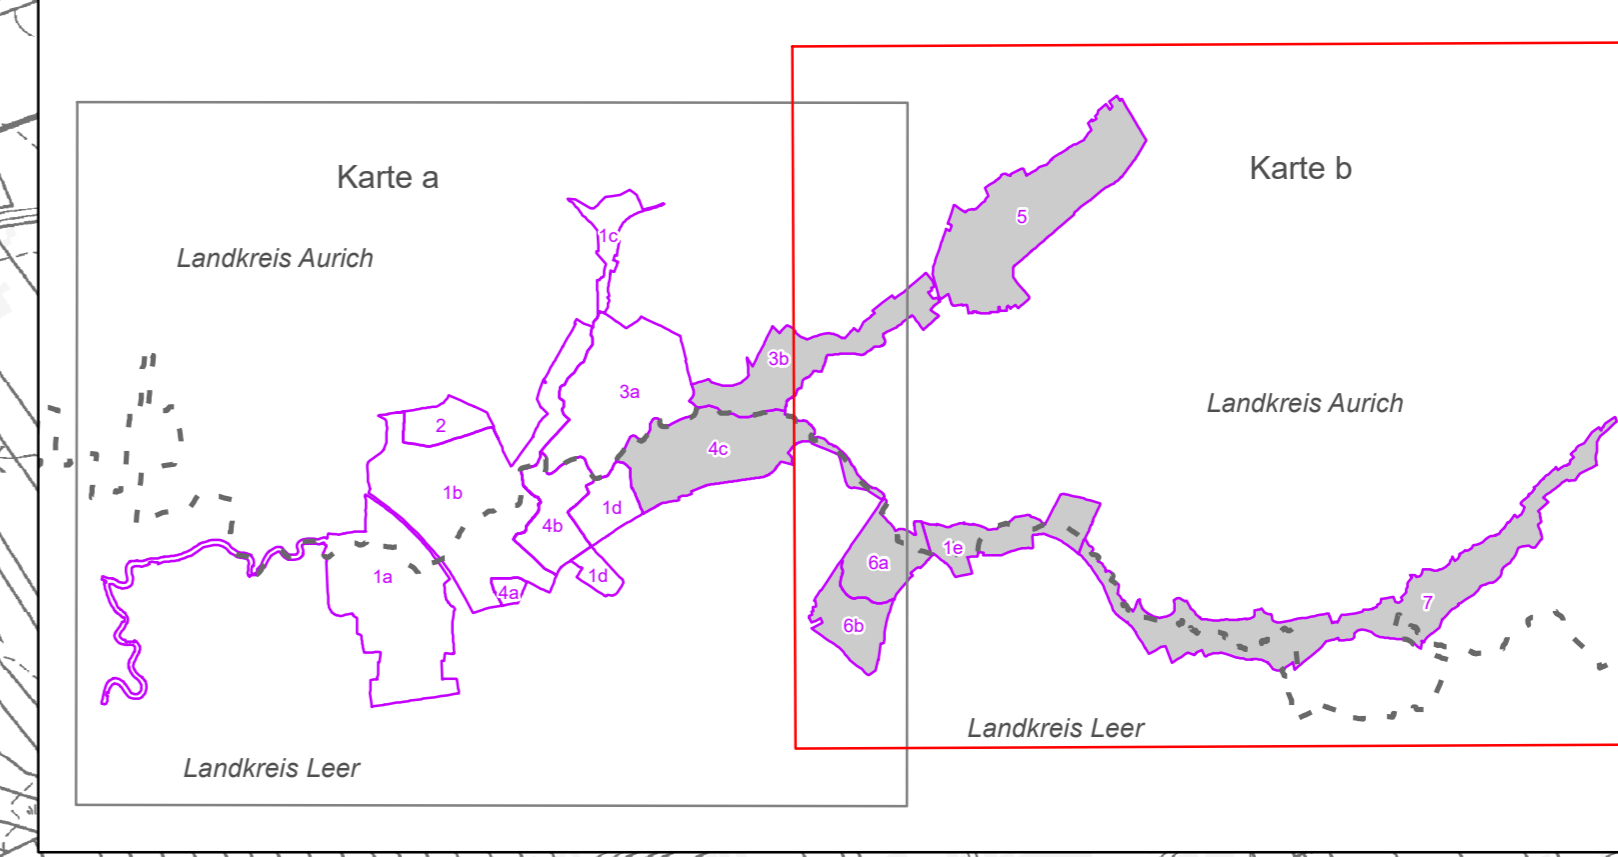 Karte b
Karte a
5
1c
Landkreis Aurich
3b
3a
Landkreis Aurich
2
4c
1b
1d
4b
1e
6a
1d
1a
4a
7
6b
Landkreis Leer
Landkreis Leer